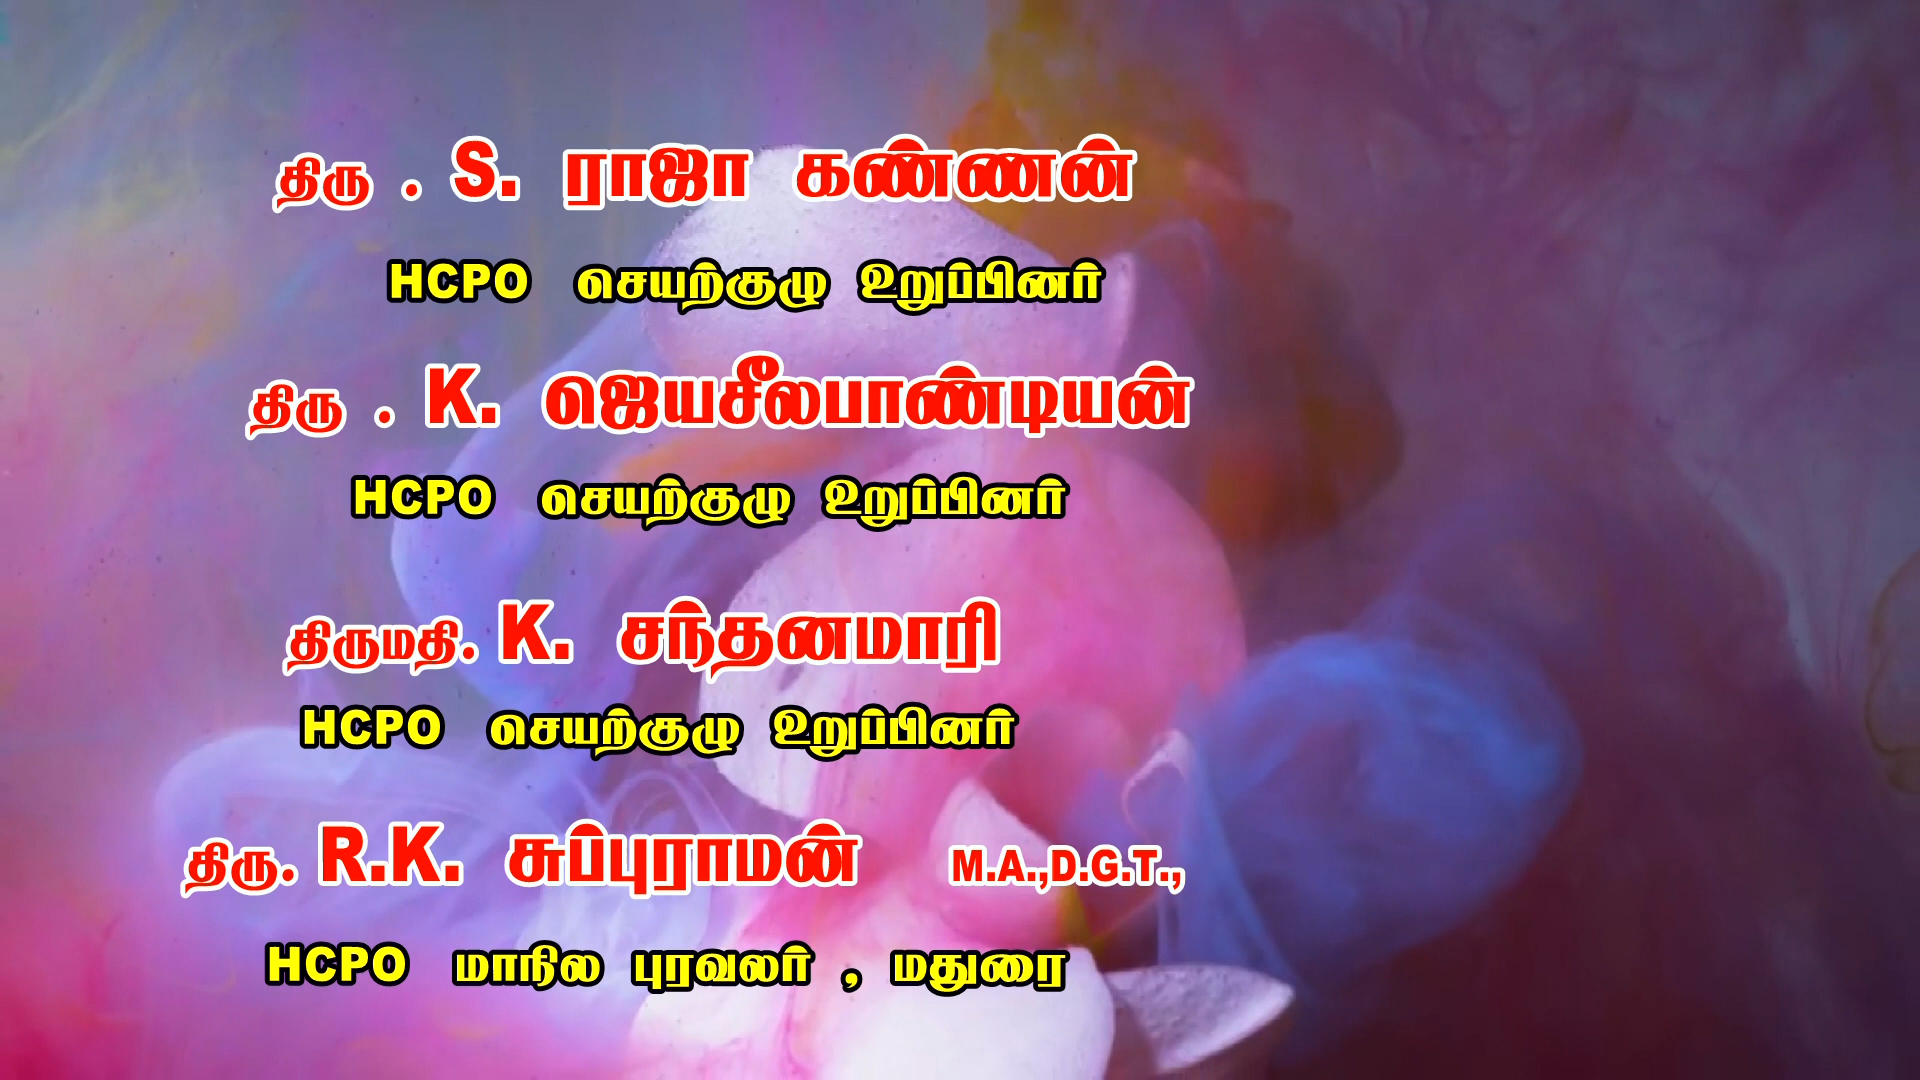 திரு . S. ராஜா கண்ணன்
HCPO செயற்குழு உறுப்பினர்
திரு . K. ஜெயசீலபாண்டியன்
HCPO செயற்குழு உறுப்பினர்
திருமதி. K. சந்தனமாரி
HCPO செயற்குழு உறுப்பினர்
திரு. R.K. சுப்புராமன் M.A.,D.G.T.,
HCPO மாநில புரவலர் , மதுரை